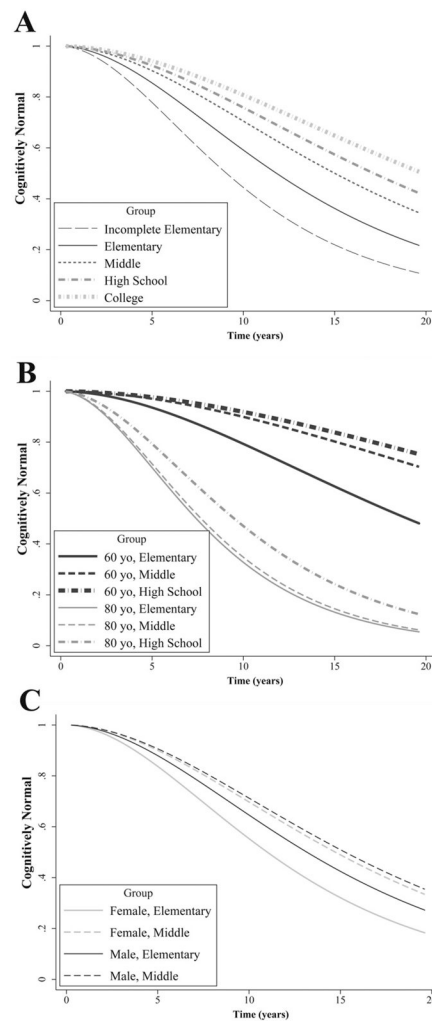 A
Cognitively Normal
1
.8
.6
.4
.2
0
Group
Incomplete Elementary
Elementary
Middle
High School
College
0 5 10 15 20
Time (years)
B
Cognitively Normal
1
.8
.6
.4
.2
0
Group
60 yo, Elementary
60 yo, Middle
60 yo, High School
80 yo, Elementary
80 yo, Middle
80 yo, High School
0 5 10 15 20
Time (years)
C
Cognitively Normal
1
.8
.6
.4
.2
0
Group
Female, Elementary
Female, Middle
Male, Elementary
Male, Middle
0 5 10 15 20
Time (years)